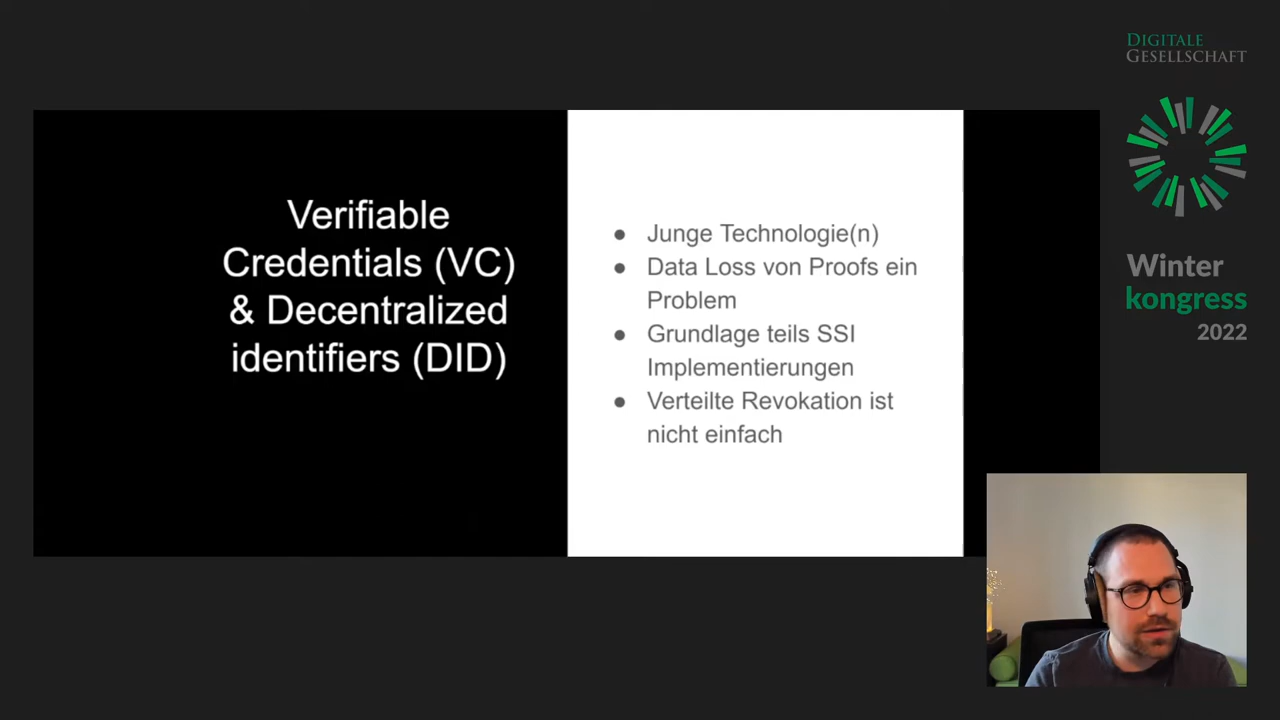 DIGITALE
GESELLSCHAFT
Winter
kongress
2022
Verifiable
Credentials (VC)
& Decentralized
identifiers (DID)
● Junge Technologie(n)
● Data Loss von Proofs ein
Problem
● Grundlage teils SSI
Implementierungen
● Verteilte Revokation ist
nicht einfach